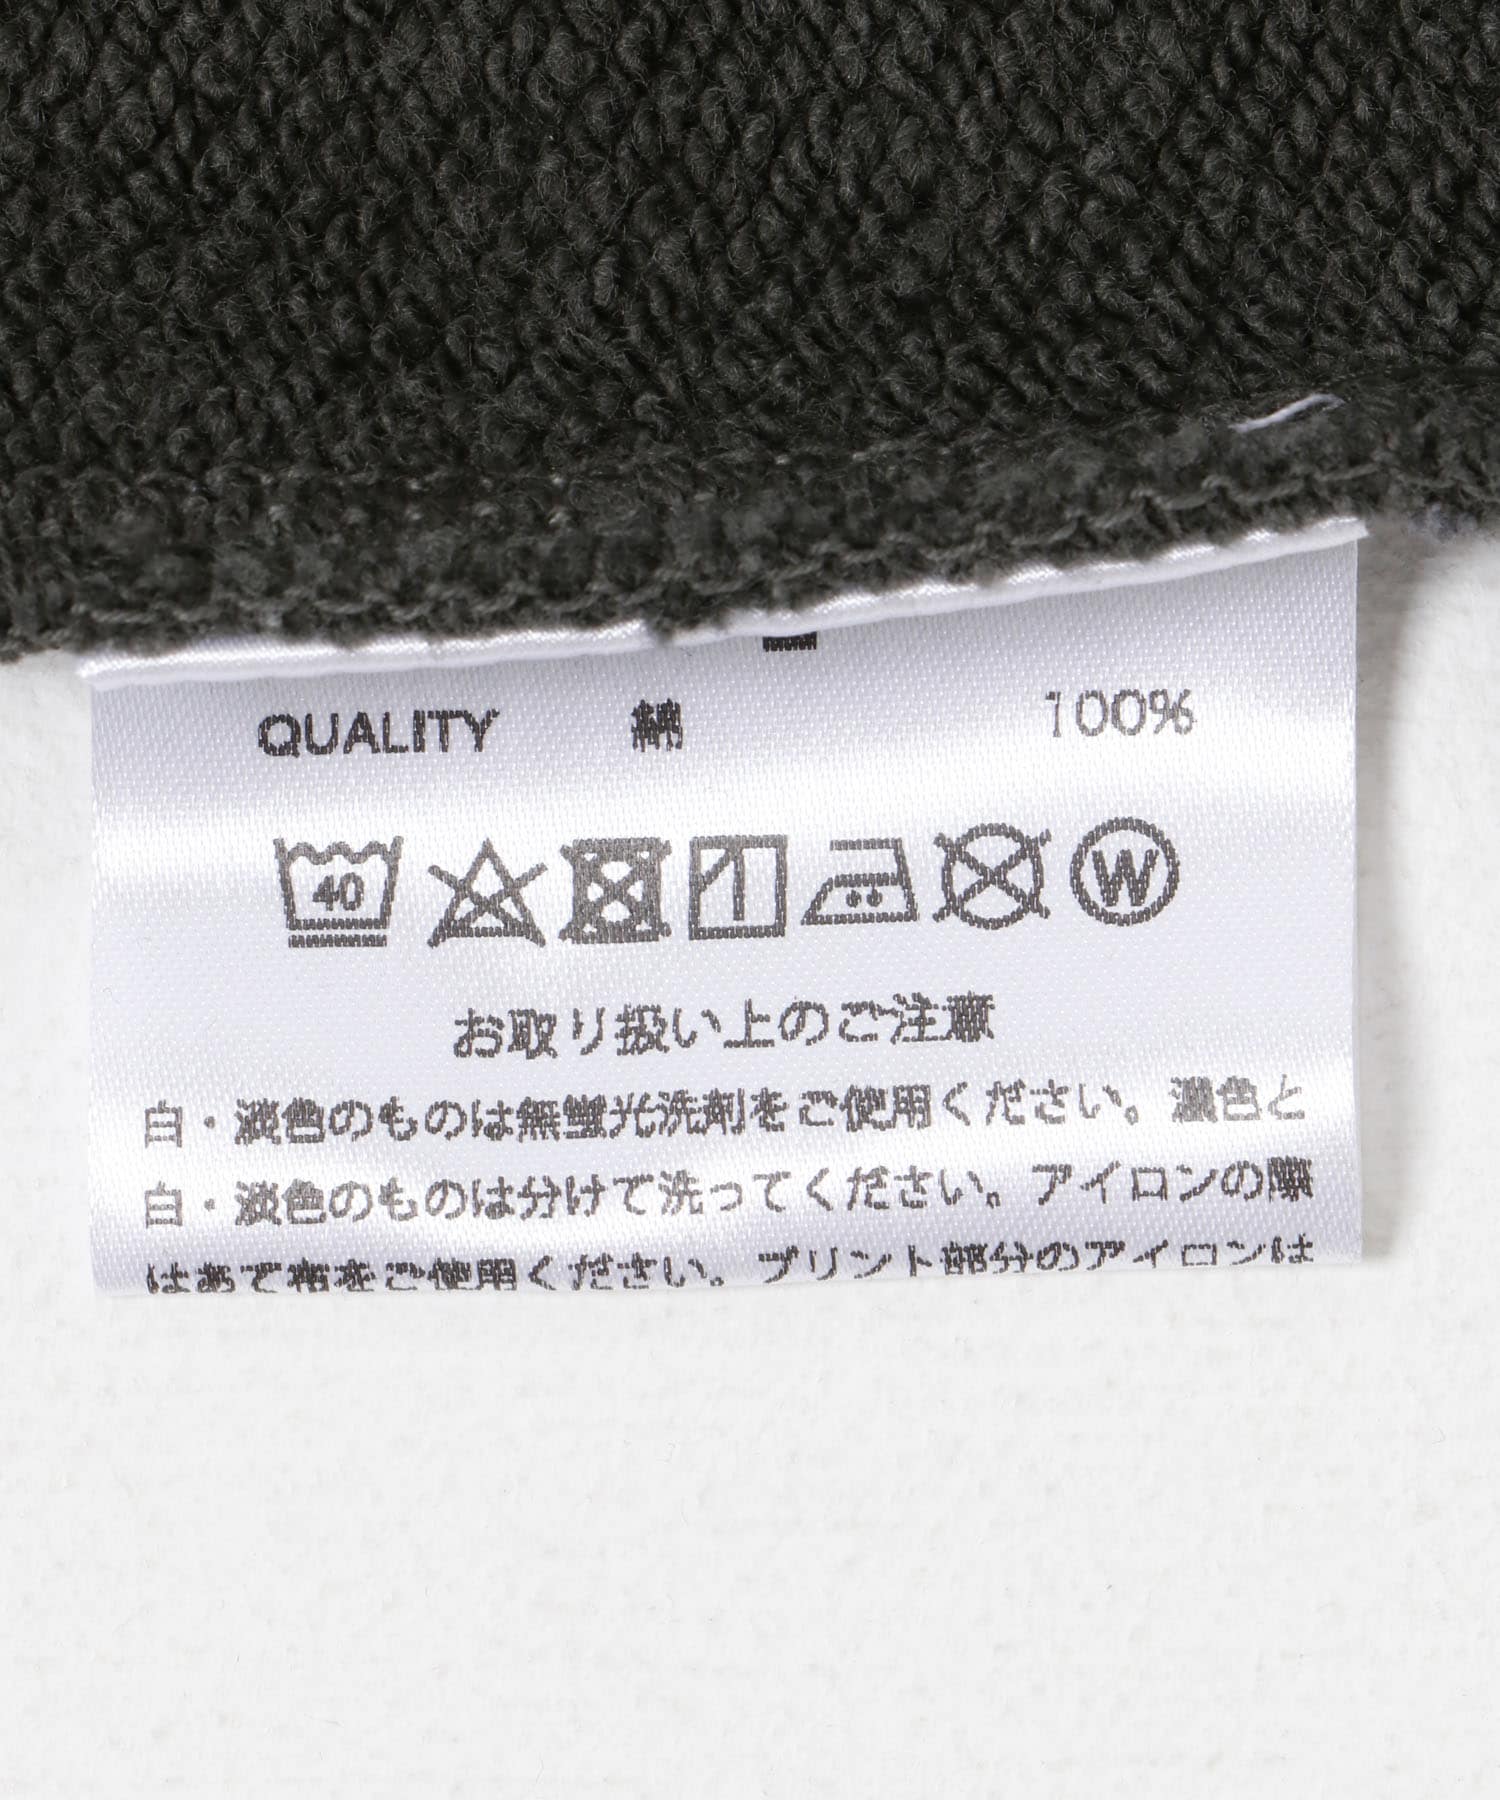 QUALITY 綿 100%
40
W
お取り扱い上のご注意
白・淡色のものは無蛍光洗剤をご使用ください。濃色と
白・淡色のものは分けて洗ってください。アイロンの際
はあて布をご使用ください。プリント部分のアイロンは